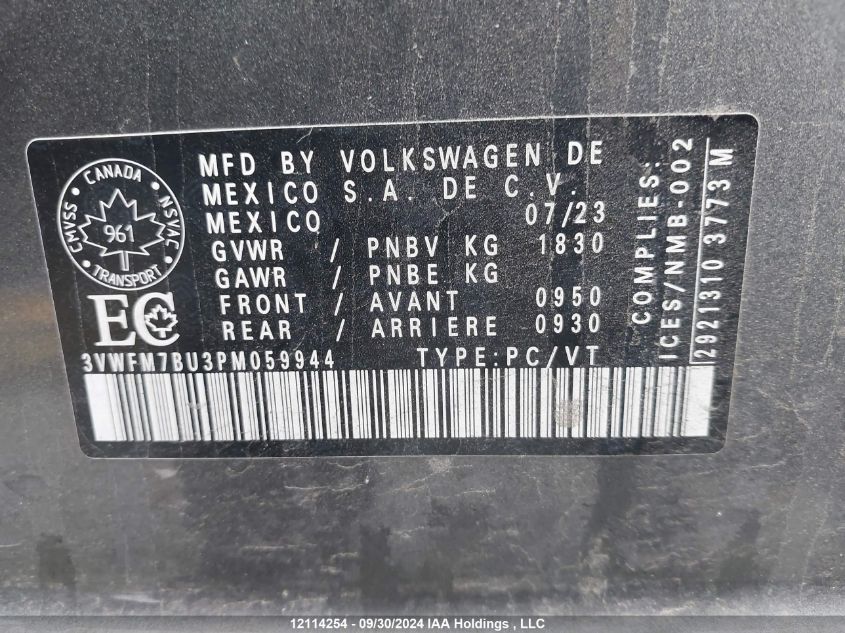 CANADA
CMVSS
NSVAC
961
TRANSPORT
EC
MFD BY VOLKSWAGEN DE
MEXICO S.A. DE C.V.
MEXICO 07/23
GVWR / PNBV KG 1830
GAWR / PNBE KG
FRONT / AVANT 0950
REAR / ARRIERE 0930
3VWFM7BU3PM059944 TYPE:PC/VT
COMPLIES:
ICES/NMB-002
2921310 3773 M
12114254 - 09/30/2024 IAA Holdings , LLC